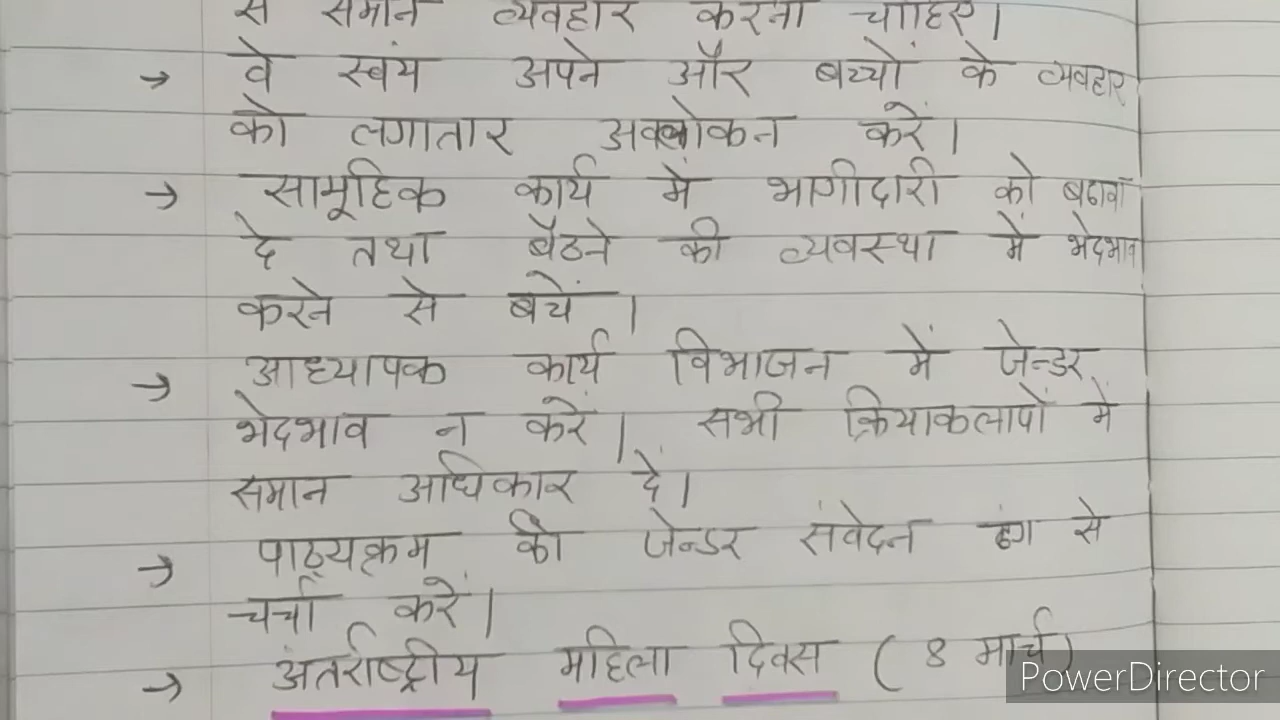 से समान व्यवहार करना चाहिए।
→ वे स्वंय अपने और बच्चों के व्यवहार
को लगातार अवलोकन करें।
→ सामूहिक कार्य में भागीदारी को बढावा
दे तथा बैठने की व्यवस्था में भेदभाव
करने से बचें।
→ आध्यापक कार्य विभाजन में जेन्डर
भेदभाव न करें। सभी क्रियाकलापों में
समान अधिकार दें।
→ पाठ्यक्रम की जेन्डर संवेदन ढंग से
चर्चा करें।
→ अंतर्राष्ट्रीय महिला दिवस (8 मार्च)
PowerDirector